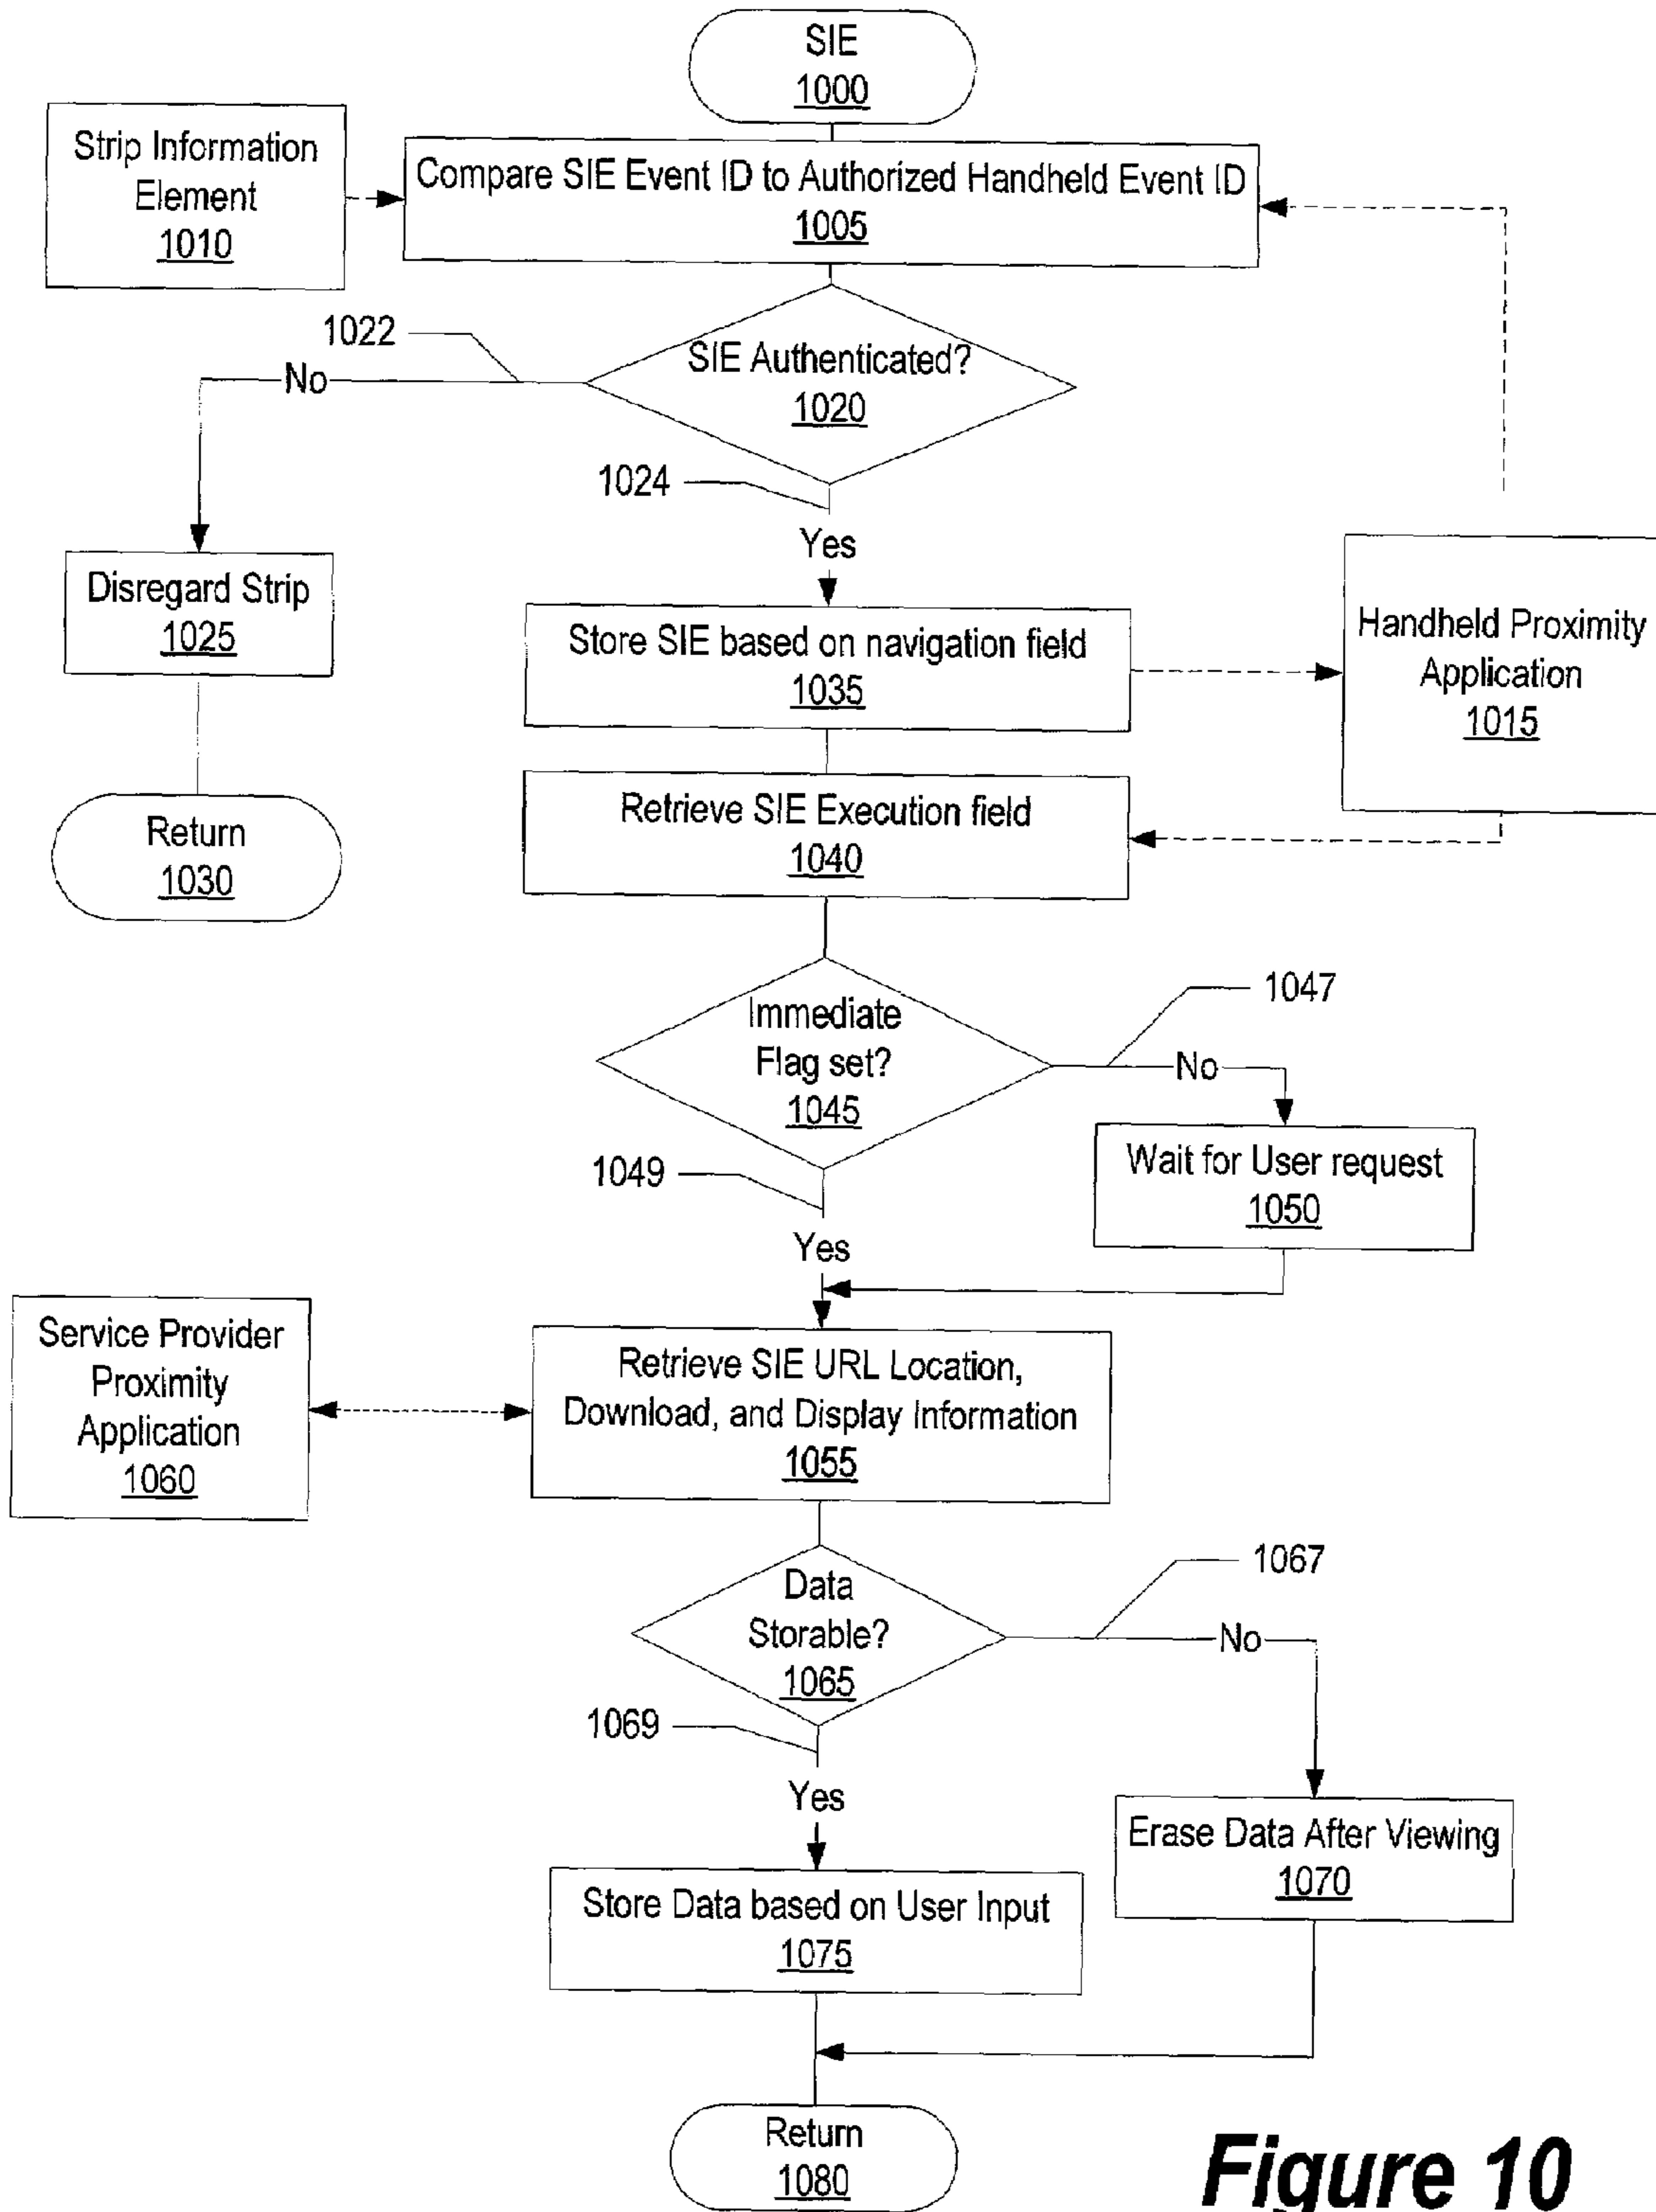 SIE
1000
Strip Information
Element
1010
Compare SIE Event ID to Authorized Handheld Event ID
1005
1022
SIE Authenticated?
1020
No
1024
Yes
Disregard Strip
1025
Store SIE based on navigation field
1035
Handheld Proximity
Application
1015
Return
1030
Retrieve SIE Execution field
1040
Immediate
Flag set?
1045
1047
No
1049
Yes
Wait for User request
1050
Service Provider
Proximity
Application
1060
Retrieve SIE URL Location,
Download, and Display Information
1055
Data
Storable?
1065
1067
No
1069
Yes
Erase Data After Viewing
1070
Store Data based on User Input
1075
Return
1080
Figure 10